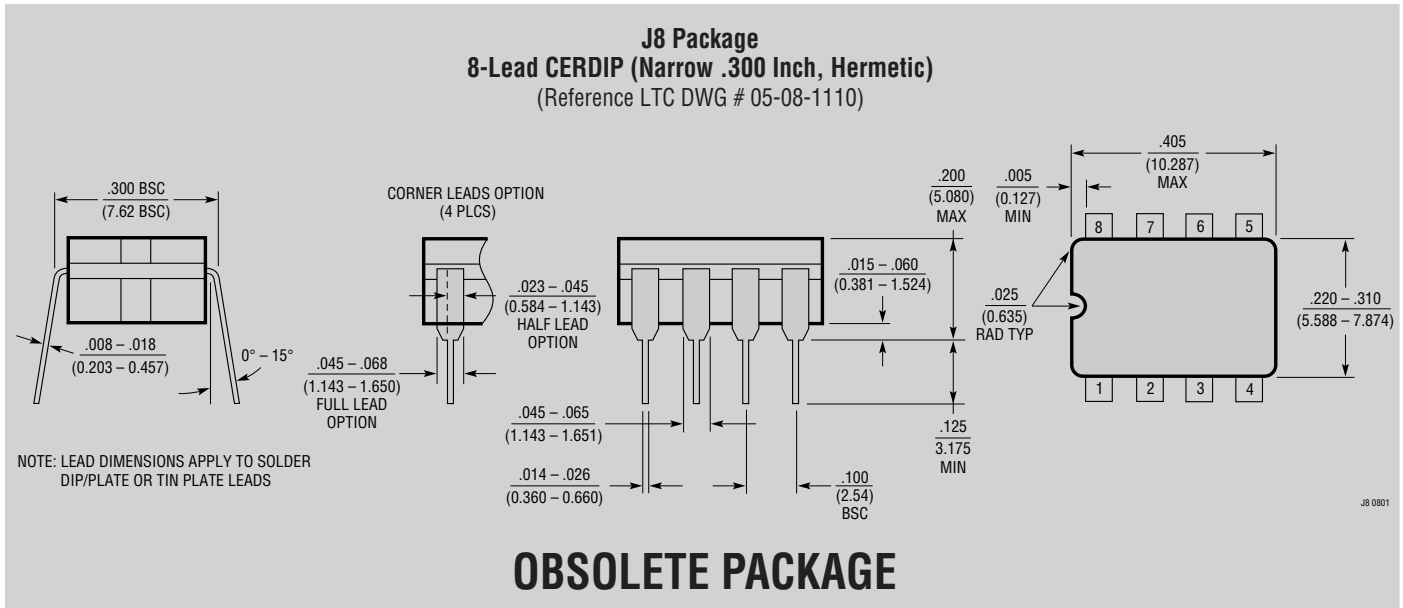 J8 Package
8-Lead CERDIP (Narrow .300 Inch, Hermetic)
(Reference LTC DWG # 05-08-1110)
.300 BSC
(7.62 BSC)
.008 – .018
(0.203 – 0.457)
0° – 15°
NOTE: LEAD DIMENSIONS APPLY TO SOLDER
DIP/PLATE OR TIN PLATE LEADS
CORNER LEADS OPTION
(4 PLCS)
.023 – .045
(0.584 – 1.143)
HALF LEAD
OPTION
.045 – .068
(1.143 – 1.650)
FULL LEAD
OPTION
.200
(5.080)
MAX
.015 – .060
(0.381 – 1.524)
.045 – .065
(1.143 – 1.651)
.014 – .026
(0.360 – 0.660)
.100
(2.54)
BSC
.125
3.175
MIN
.005
(0.127)
MIN
.405
(10.287)
MAX
8 7 6 5
.025
(0.635)
RAD TYP
.220 – .310
(5.588 – 7.874)
1 2 3 4
J8 0801
OBSOLETE PACKAGE